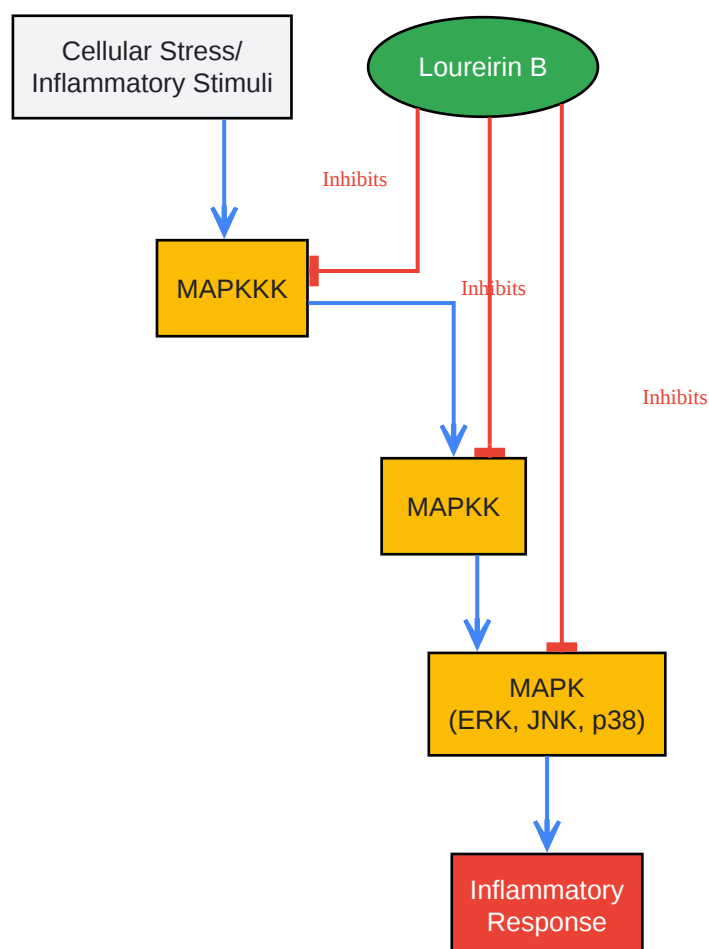 Cellular Stress/
Inflammatory Stimuli
Loureirin B
Inhibits
MAPKKK
Inhibits
Inhibits
MAPKK
MAPK
(ERK, JNK, p38)
Inflammatory
Response